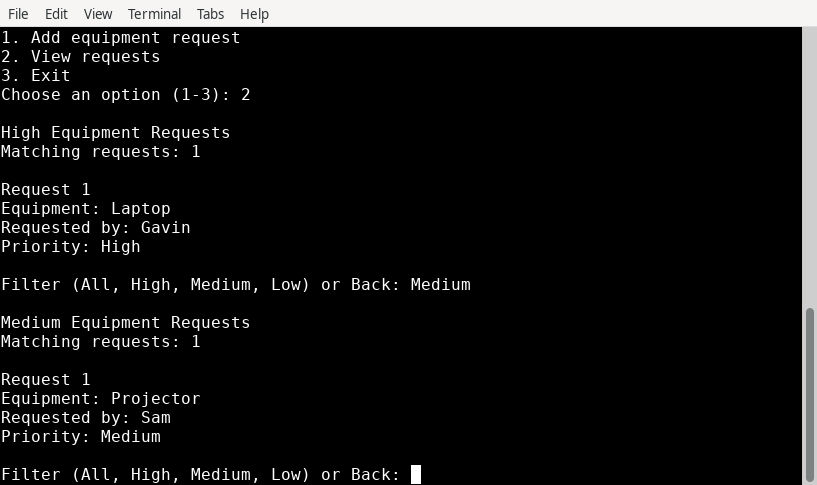 File Edit View Terminal Tabs Help
1. Add equipment request
2. View requests
3. Exit
Choose an option (1-3): 2
High Equipment Requests
Matching requests: 1
Request 1
Equipment: Laptop
Requested by: Gavin
Priority: High
Filter (All, High, Medium, Low) or Back: Medium
Medium Equipment Requests
Matching requests: 1
Request 1
Equipment: Projector
Requested by: Sam
Priority: Medium
Filter (All, High, Medium, Low) or Back: